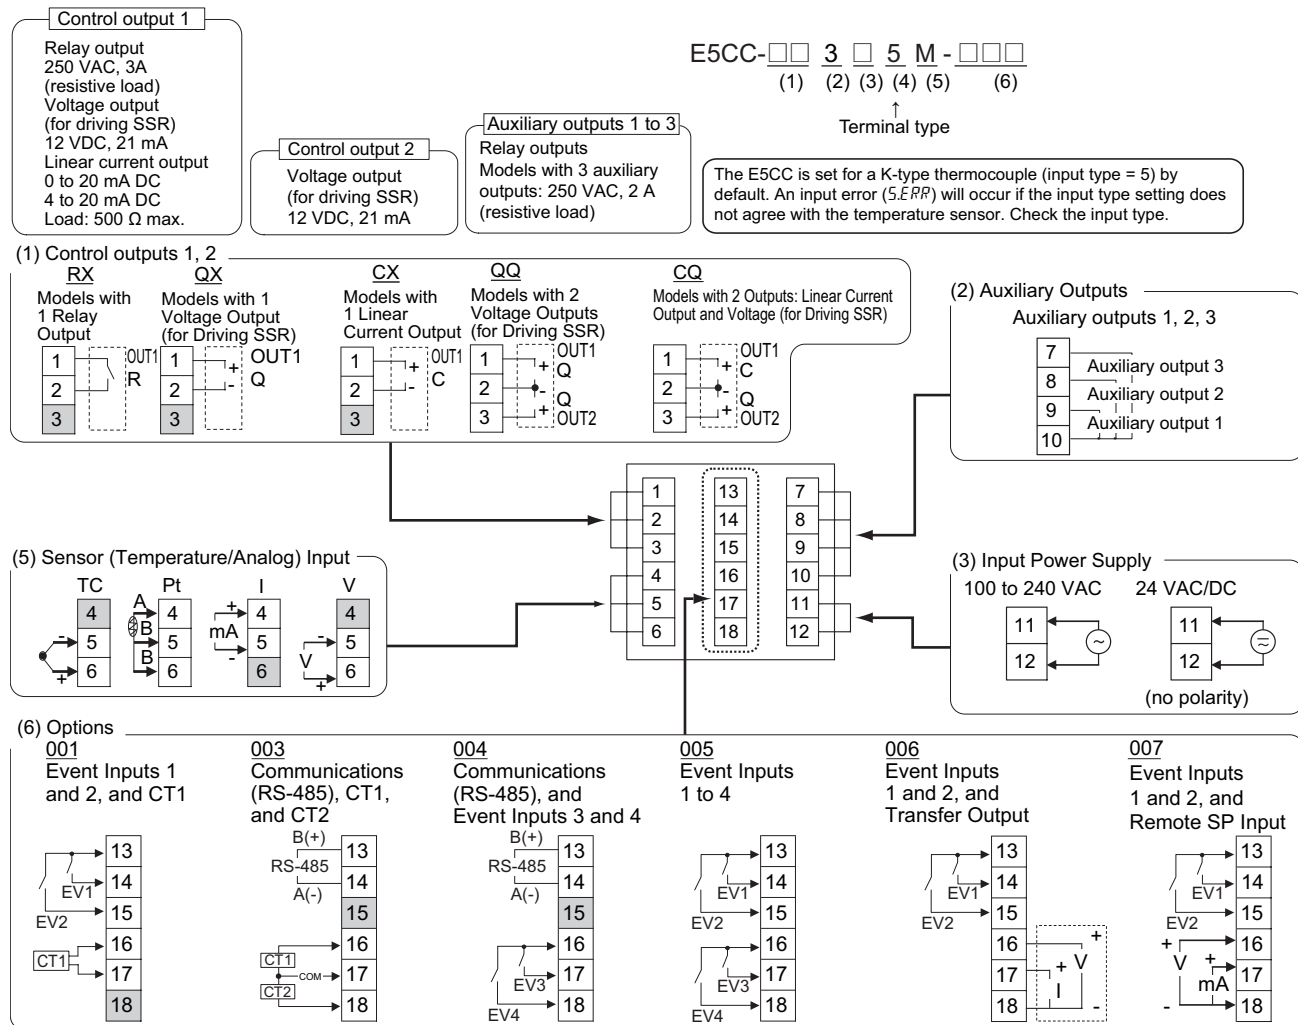 Control output 1
Relay output
250 VAC, 3A
(resistive load)
Voltage output
(for driving SSR)
12 VDC, 21 mA
Linear current output
0 to 20 mA DC
4 to 20 mA DC
Load: 500 Ω max.
Control output 2
Voltage output
(for driving SSR)
12 VDC, 21 mA
Auxiliary outputs 1 to 3
Relay outputs
Models with 3 auxiliary
outputs: 250 VAC, 2 A
(resistive load)
E5CC-□□ 3 □ 5 M - □□□
(1) (2) (3) (4) (5) (6)
↑
Terminal type
The E5CC is set for a K-type thermocouple (input type = 5) by
default. An input error (S.ERR) will occur if the input type setting does
not agree with the temperature sensor. Check the input type.
(1) Control outputs 1, 2
RX
Models with
1 Relay
Output
1
2
3
OUT1
R
QX
Models with 1
Voltage Output
(for Driving SSR)
1
2
3
+
-
OUT1
Q
CX
Models with
1 Linear
Current Output
1
2
3
+
-
OUT1
C
QQ
Models with 2
Voltage Outputs
(for Driving SSR)
1
2
3
OUT1
+
Q
-
Q
+
OUT2
CQ
Models with 2 Outputs: Linear Current
Output and Voltage (for Driving SSR)
1
2
3
OUT1
+
C
-
Q
+
OUT2
(2) Auxiliary Outputs
Auxiliary outputs 1, 2, 3
7
8
9
10
Auxiliary output 3
Auxiliary output 2
Auxiliary output 1
1
2
3
4
5
6
13
14
15
16
17
18
7
8
9
10
11
12
(5) Sensor (Temperature/Analog) Input
TC
4
5
6
-
+
Pt
A
B
B
4
5
6
I
+
mA
-
4
5
6
V
-
V
+
4
5
6
(3) Input Power Supply
100 to 240 VAC
11
12
24 VAC/DC
11
12
(no polarity)
(6) Options
001
Event Inputs 1
and 2, and CT1
13
14
15
16
17
18
EV1
EV2
CT1
003
Communications
(RS-485), CT1,
and CT2
B(+)
RS-485
A(-)
13
14
15
16
17
18
CT1
COM
CT2
004
Communications
(RS-485), and
Event Inputs 3 and 4
B(+)
RS-485
A(-)
13
14
15
16
17
18
EV3
EV4
005
Event Inputs
1 to 4
13
14
15
16
17
18
EV1
EV2
EV3
EV4
006
Event Inputs
1 and 2, and
Transfer Output
13
14
15
16
17
18
EV1
EV2
+
V
+
I
-
007
Event Inputs
1 and 2, and
Remote SP Input
13
14
15
16
17
18
EV1
EV2
+
V
+
mA
-